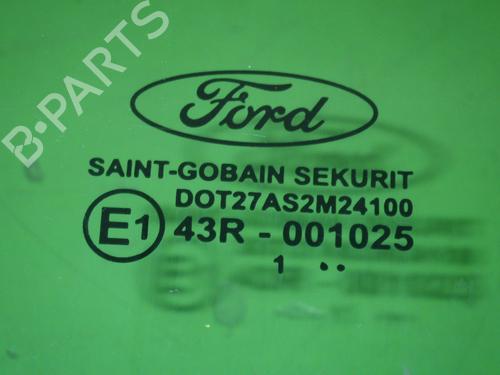 B-PARTS
Ford
SAINT-GOBAIN SEKURIT
DOT27AS2M24100
E1 43R - 001025
1 ••